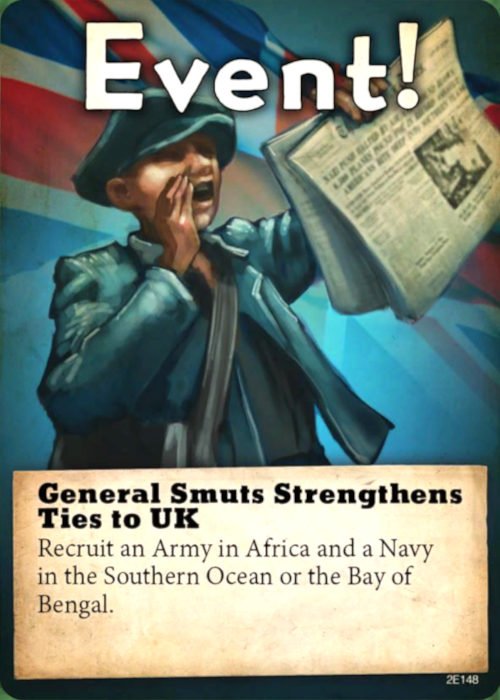 Event!
General Smuts Strengthens
Ties to UK
Recruit an Army in Africa and a Navy
in the Southern Ocean or the Bay of
Bengal.
2E148